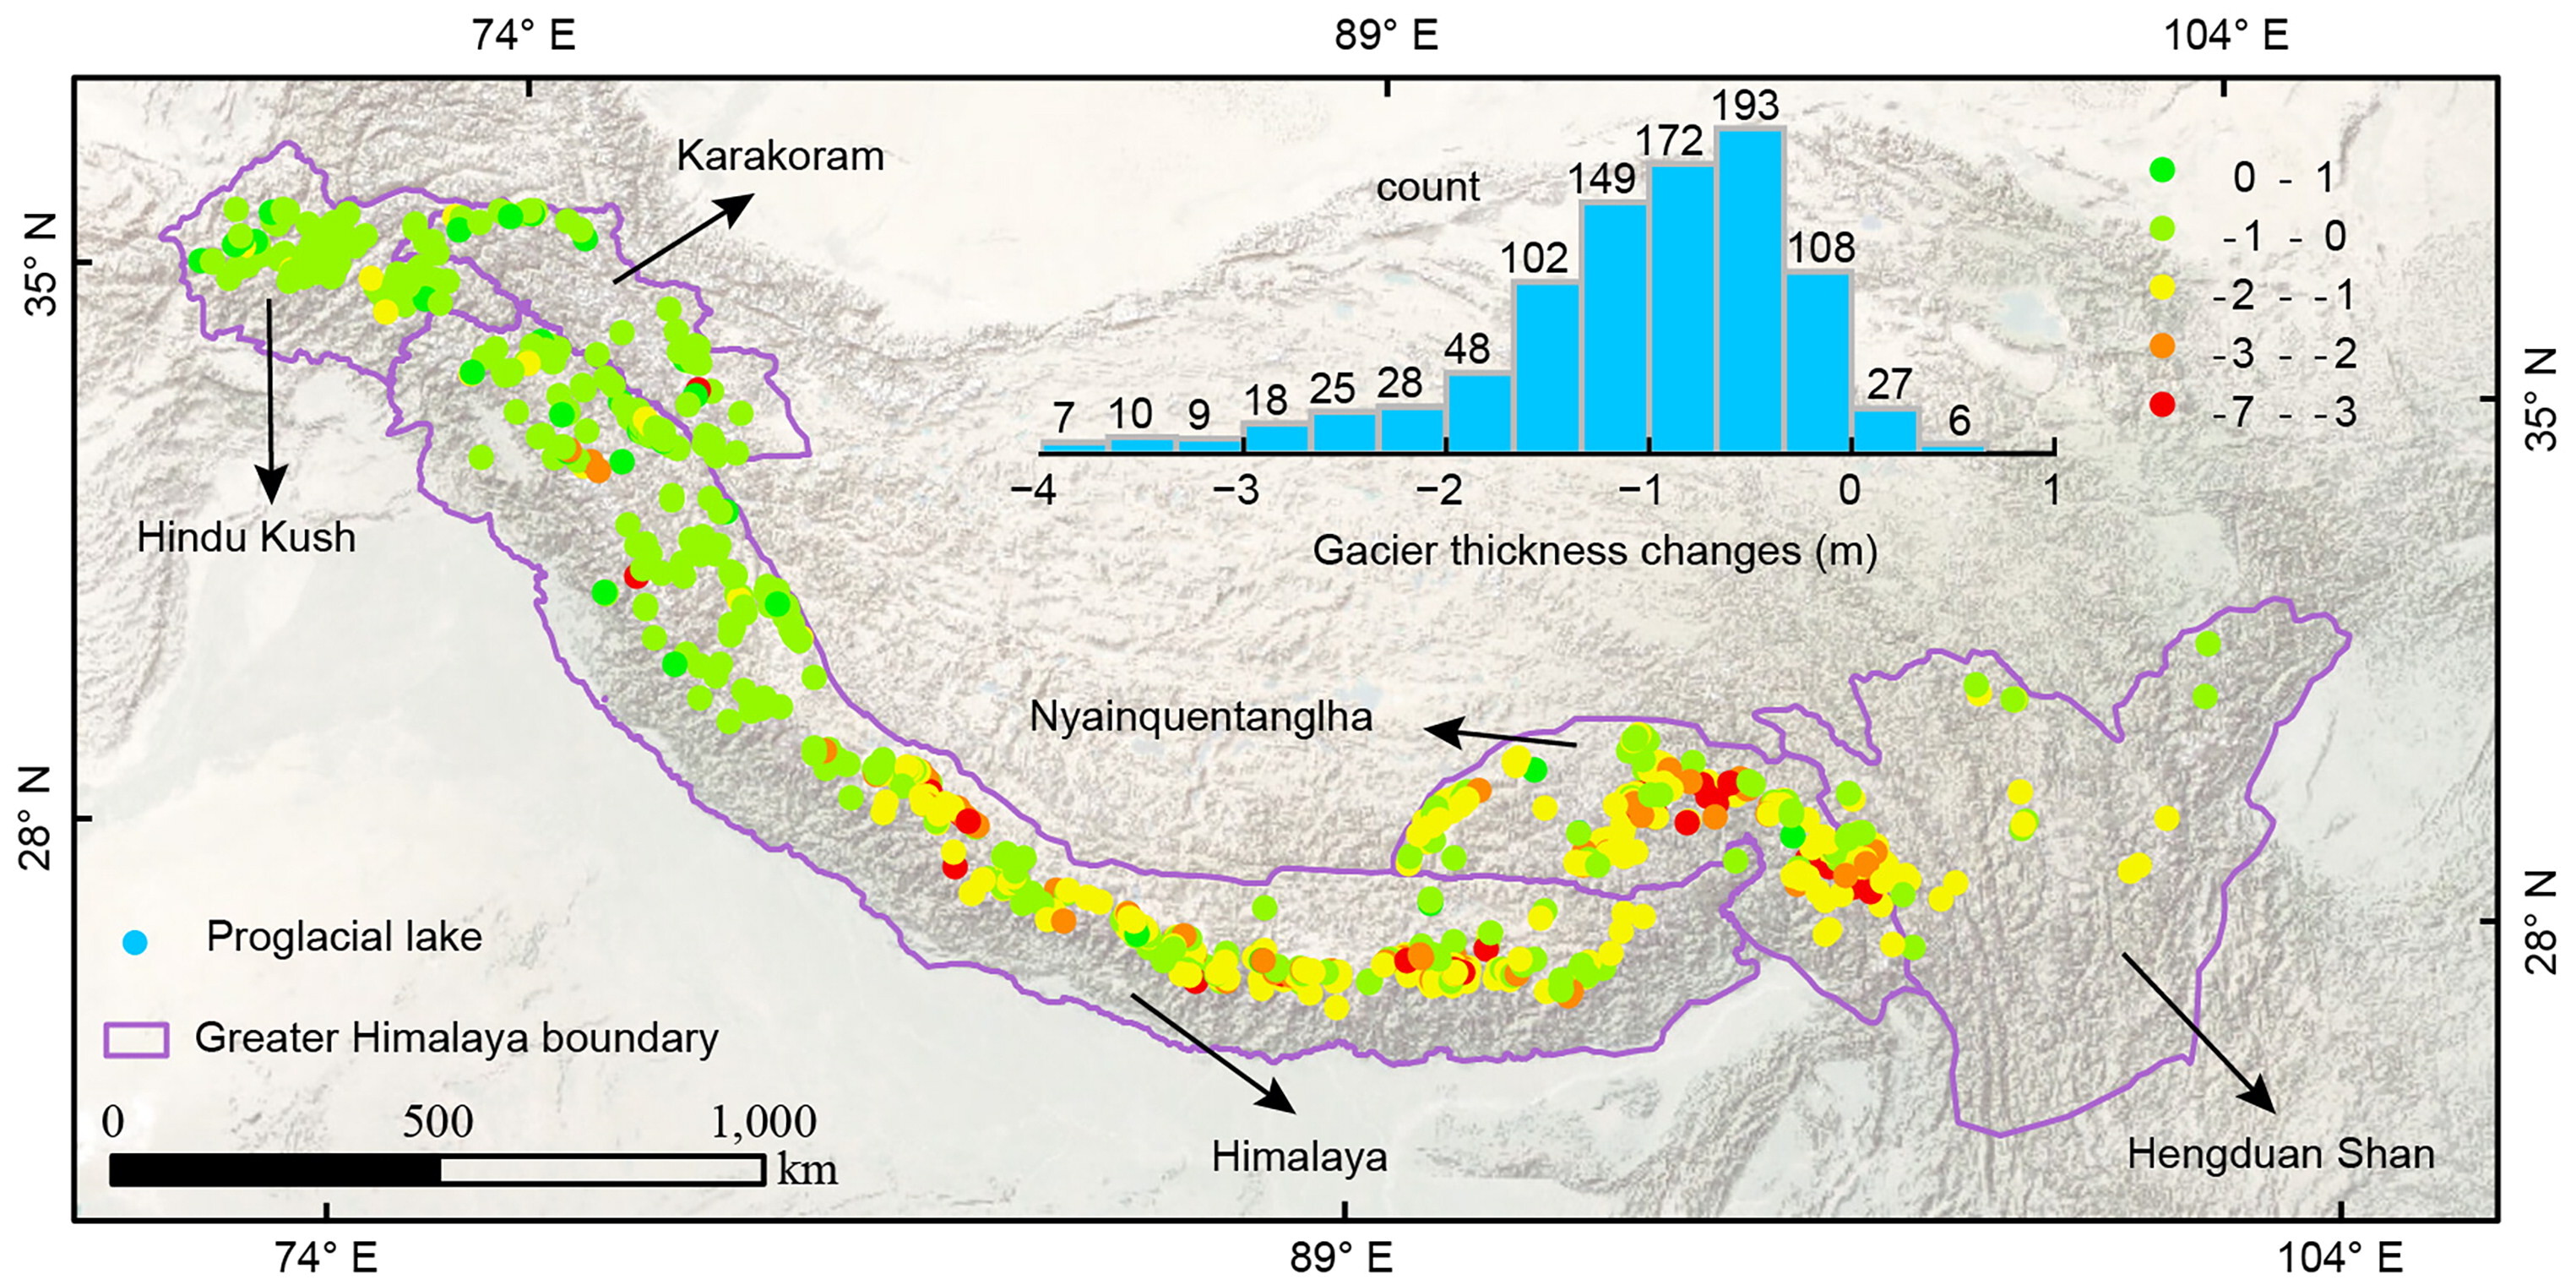 74° E 89° E 104° E
Karakoram
count
7 10 9 18 25 28 48 102 149 172 193 108 27 6
−4 −3 −2 −1 0 1
Gacier thickness changes (m)
0 - 1
-1 - 0
-2 - -1
-3 - -2
-7 - -3
35° N
35° N
Hindu Kush
Nyainquentanglha
28° N
28° N
Proglacial lake
Greater Himalaya boundary
0 500 1,000
km
Himalaya
Hengduan Shan
74° E 89° E 104° E